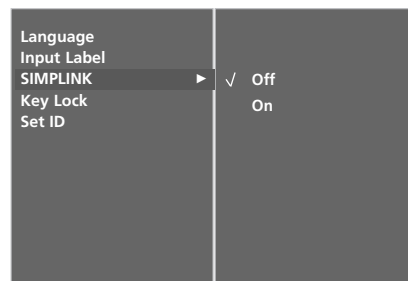 Language
Input Label
SIMPLINK ►
Key Lock
Set ID
√ Off
On